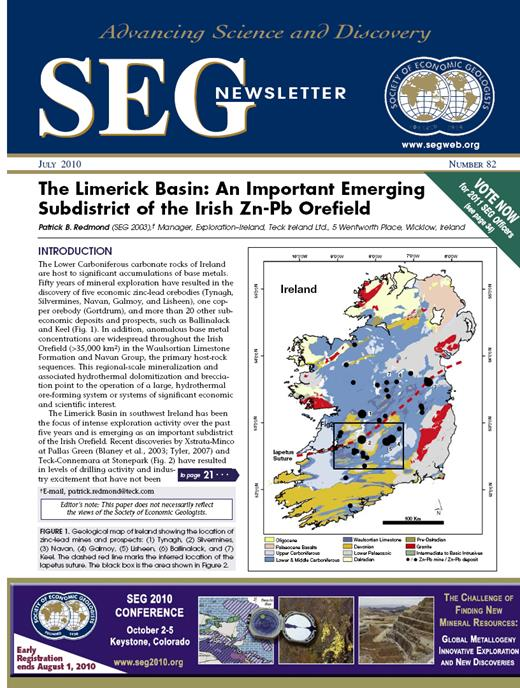 Advancing Science and Discovery
SEG
NEWSLETTER
SOCIETY OF ECONOMIC GEOLOGISTS
www.segweb.org
JULY 2010
NUMBER 82
The Limerick Basin: An Important Emerging
Subdistrict of the Irish Zn-Pb Orefield
Patrick B. Redmond (SEG 2003),† Manager, Exploration–Ireland, Teck Ireland Ltd., 5 Wentworth Place, Wicklow, Ireland
VOTE NOW
for 2011 SEG Officers
(see page 34)
INTRODUCTION
The Lower Carboniferous carbonate rocks of Ireland
are host to significant accumulations of base metals.
Fifty years of mineral exploration have resulted in the
discovery of five economic zinc-lead orebodies (Tynagh,
Silvermines, Navan, Galmoy, and Lisheen), one cop-
per orebody (Gortdrum), and more than 20 other sub-
economic deposits and prospects, such as Ballinalack
and Keel (Fig. 1). In addition, anomalous base metal
concentrations are widespread throughout the Irish
Orefield (>35,000 km²) in the Waulsortian Limestone
Formation and Navan Group, the primary host-rock
sequences. This regional-scale mineralization and
associated hydrothermal dolomitization and breccia-
tion point to the operation of a large, hydrothermal
ore-forming system or systems of significant economic
and scientific interest.
The Limerick Basin in southwest Ireland has been
the focus of intense exploration activity over the past
five years and is emerging as an important subdistrict
of the Irish Orefield. Recent discoveries by Xstrata-Minco
at Pallas Green (Blaney et al., 2003; Tyler, 2007) and
Teck-Connemara at Stonepark (Fig. 2) have resulted
in levels of drilling activity and indus-
try excitement that have not been
to page 21 · · ·
†E-mail, patrick.redmond@teck.com
Editor's note: This paper does not necessarily reflect
the views of the Society of Economic Geologists.
FIGURE 1. Geological map of Ireland showing the location of
zinc-lead mines and prospects: (1) Tynagh, (2) Silvermines,
(3) Navan, (4) Galmoy, (5) Lisheen, (6) Ballinalack, and (7)
Keel. The dashed red line marks the inferred location of the
Iapetus suture. The black box is the area shown in Figure 2.
Ireland
Iapetus
Suture
N
100 Km
Oligocene
Palaeocene Basalts
Upper Carboniferous
Lower & Middle Carboniferous
Waulsortian Limestone
Devonian
Lower Palaeozoic
Dalradian
Pre-Dalradian
Granite
Intermediate to Basic Intrusives
Zn-Pb mine / Zn-Pb deposit
SEG 2010
CONFERENCE
October 2-5
Keystone, Colorado
www.seg2010.org
Early
Registration
ends August 1, 2010
THE CHALLENGE OF
FINDING NEW
MINERAL RESOURCES:
GLOBAL METALLOGENY
INNOVATIVE EXPLORATION
AND NEW DISCOVERIES